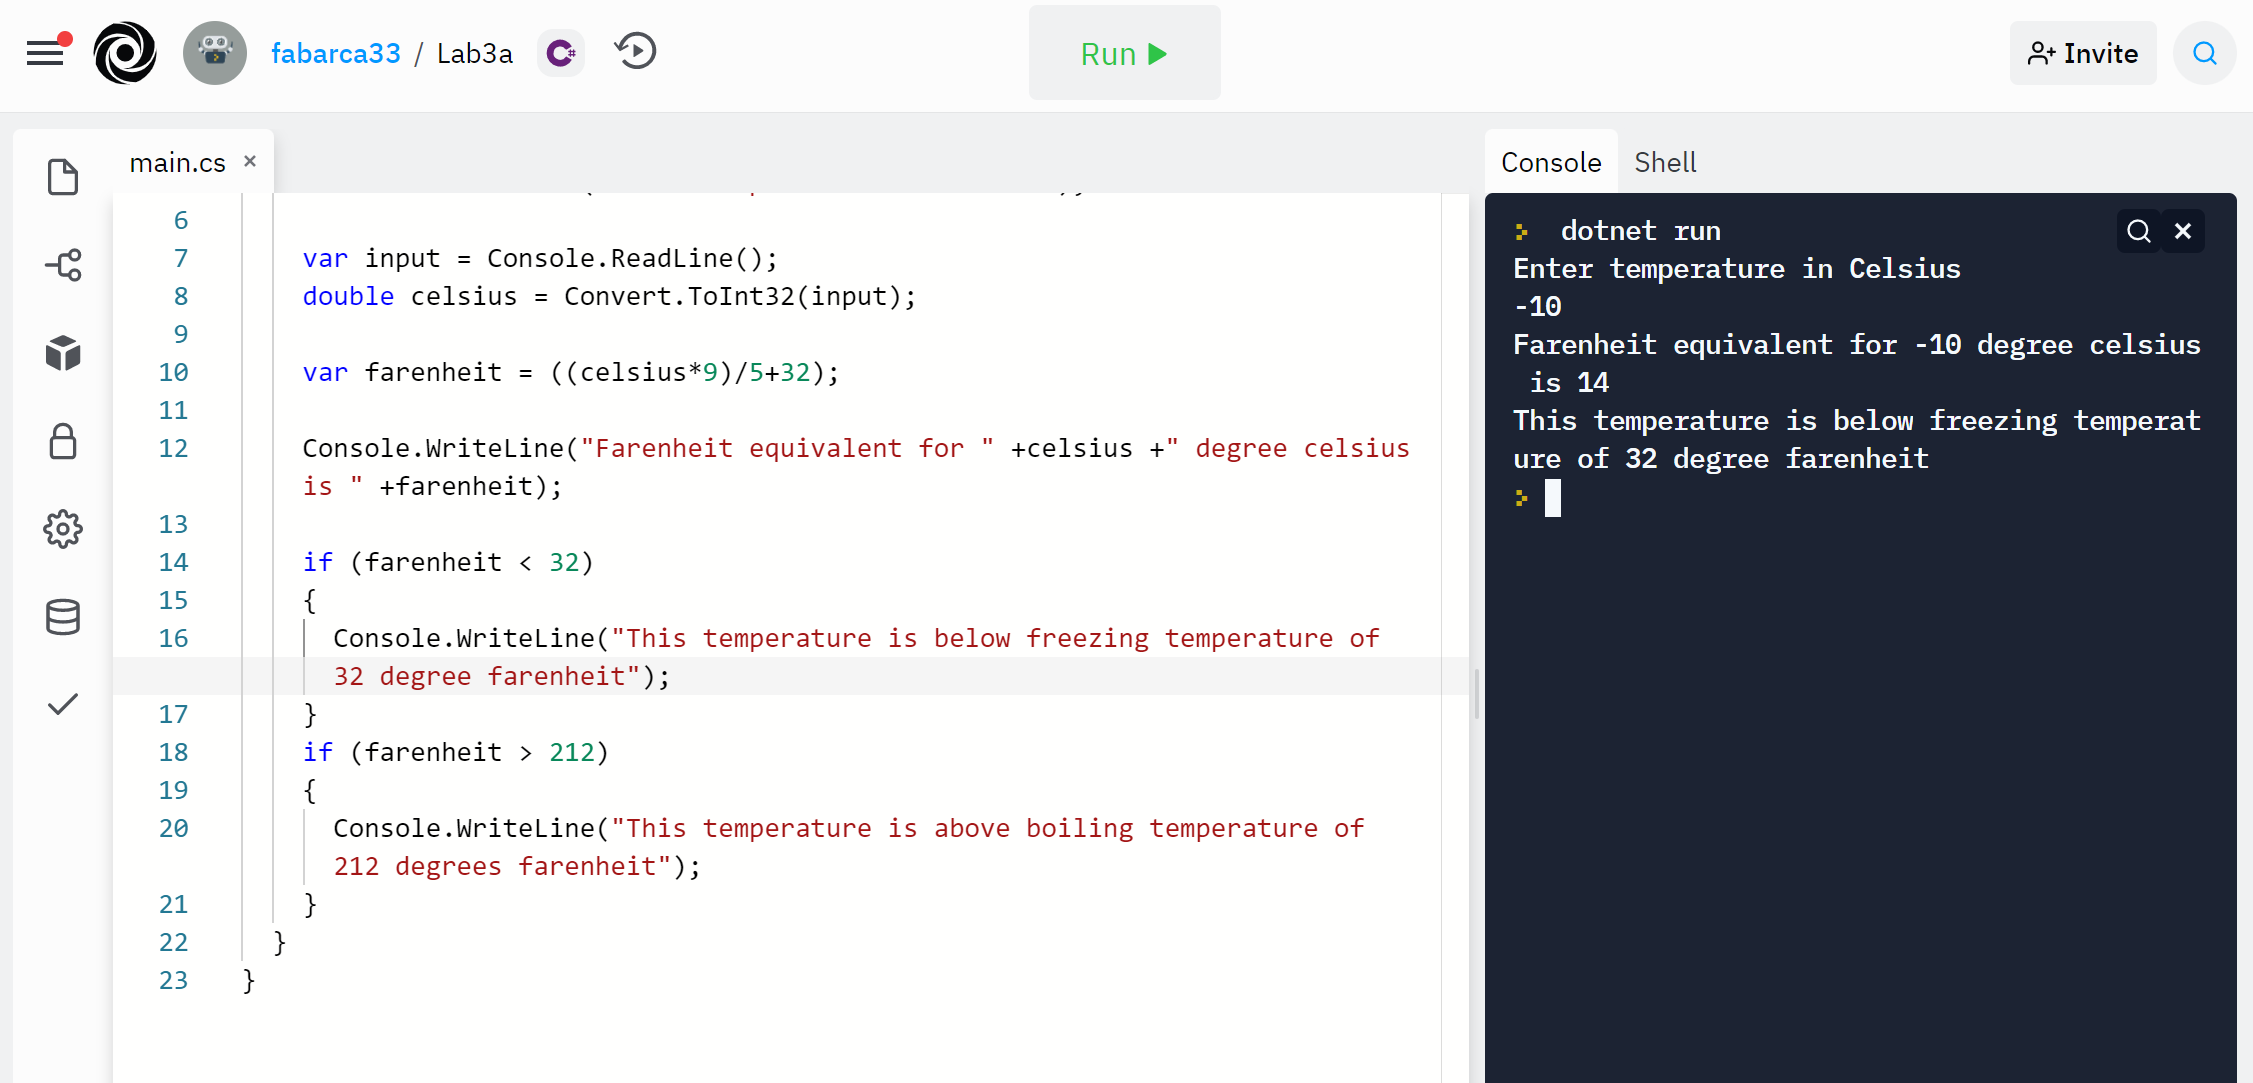 fabarca33 / Lab3a
Run
Invite
main.cs ×
6
7 var input = Console.ReadLine();
8 double celsius = Convert.ToInt32(input);
9
10 var farenheit = ((celsius*9)/5+32);
11
12 Console.WriteLine("Farenheit equivalent for " +celsius +" degree celsius
is " +farenheit);
13
14 if (farenheit < 32)
15 {
16 Console.WriteLine("This temperature is below freezing temperature of
32 degree farenheit");
17 }
18 if (farenheit > 212)
19 {
20 Console.WriteLine("This temperature is above boiling temperature of
212 degrees farenheit");
21 }
22 }
23 }
Console Shell
dotnet run
Enter temperature in Celsius
-10
Farenheit equivalent for -10 degree celsius
is 14
This temperature is below freezing temperat
ure of 32 degree farenheit